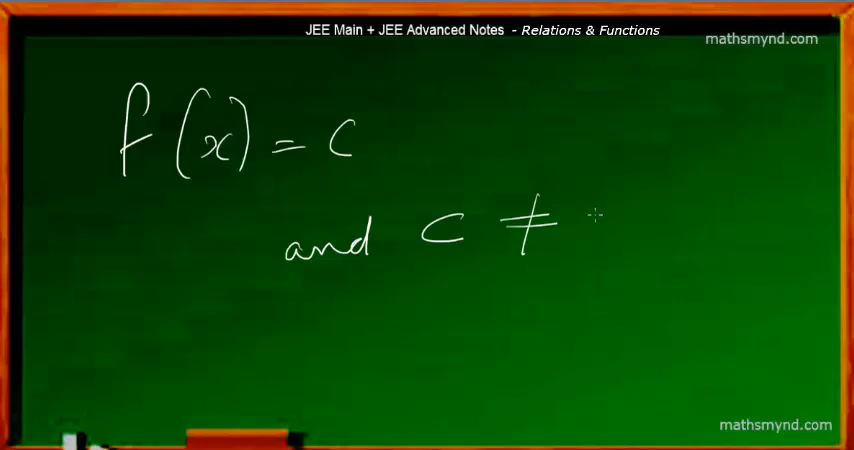 JEE Main + JEE Advanced Notes - Relations & Functions
mathsmynd.com
f(x) = c
and c ≠
mathsmynd.com